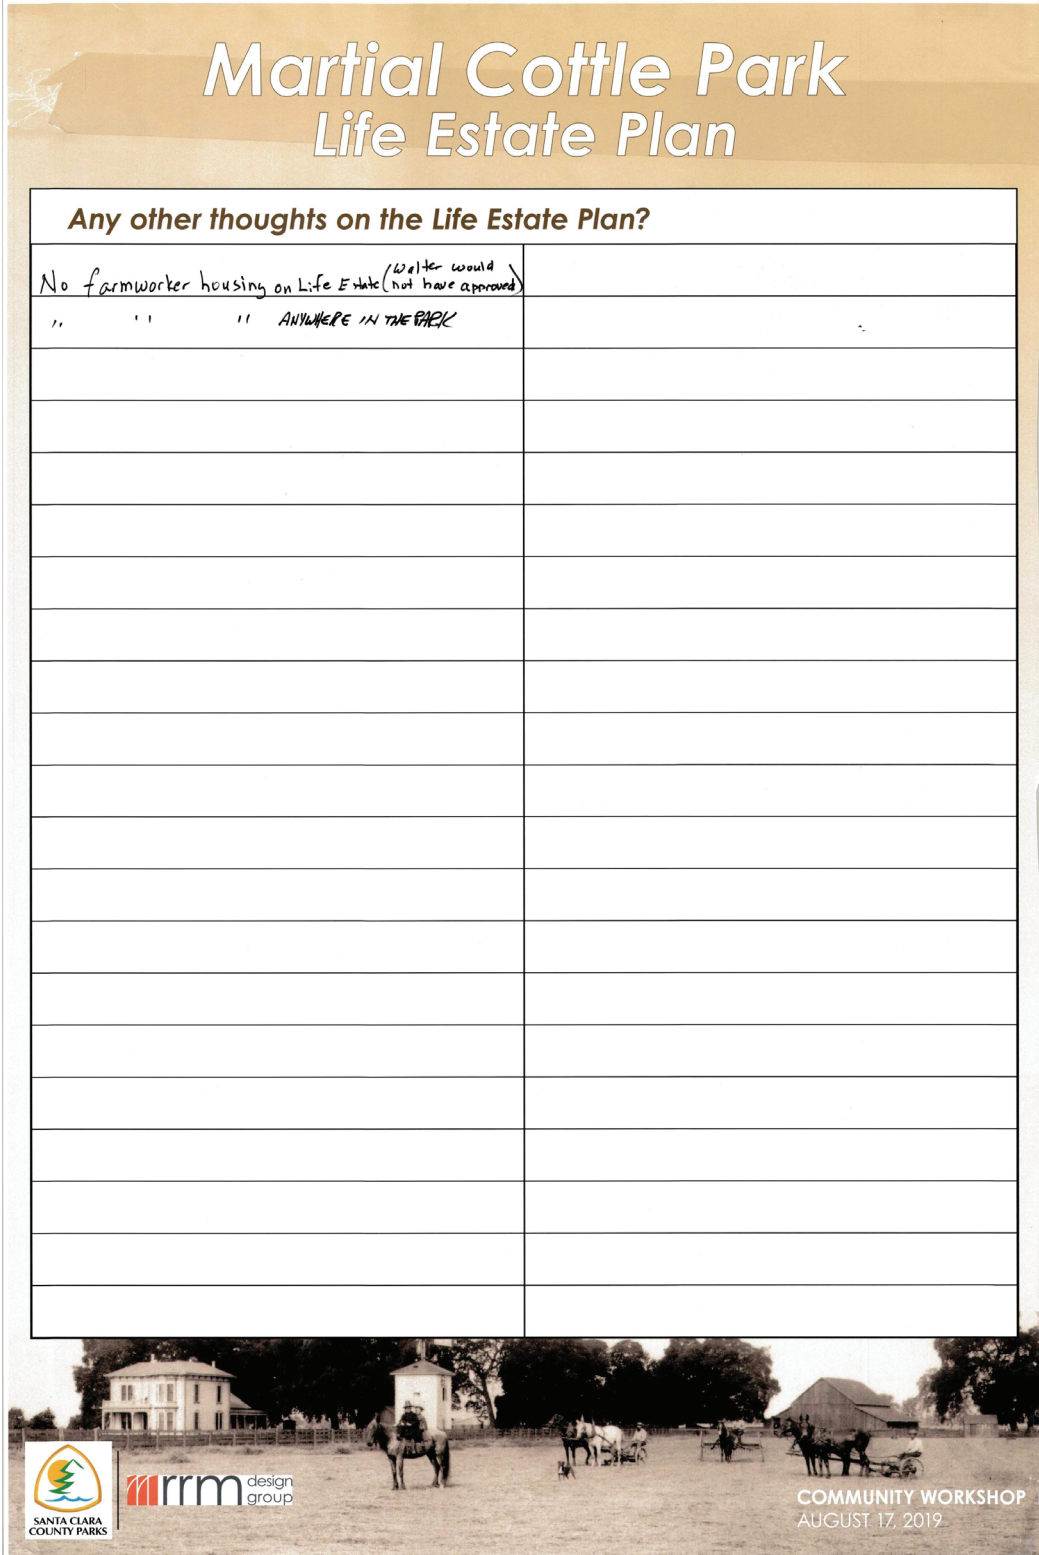 Martial Cottle Park
Life Estate Plan
Any other thoughts on the Life Estate Plan?
No farmworker housing on Life Estate (Walter would not have approved)
" " " ANYWHERE IN THE PARK
SANTA CLARA
COUNTY PARKS
rrm design
group
COMMUNITY WORKSHOP
AUGUST 17, 2019